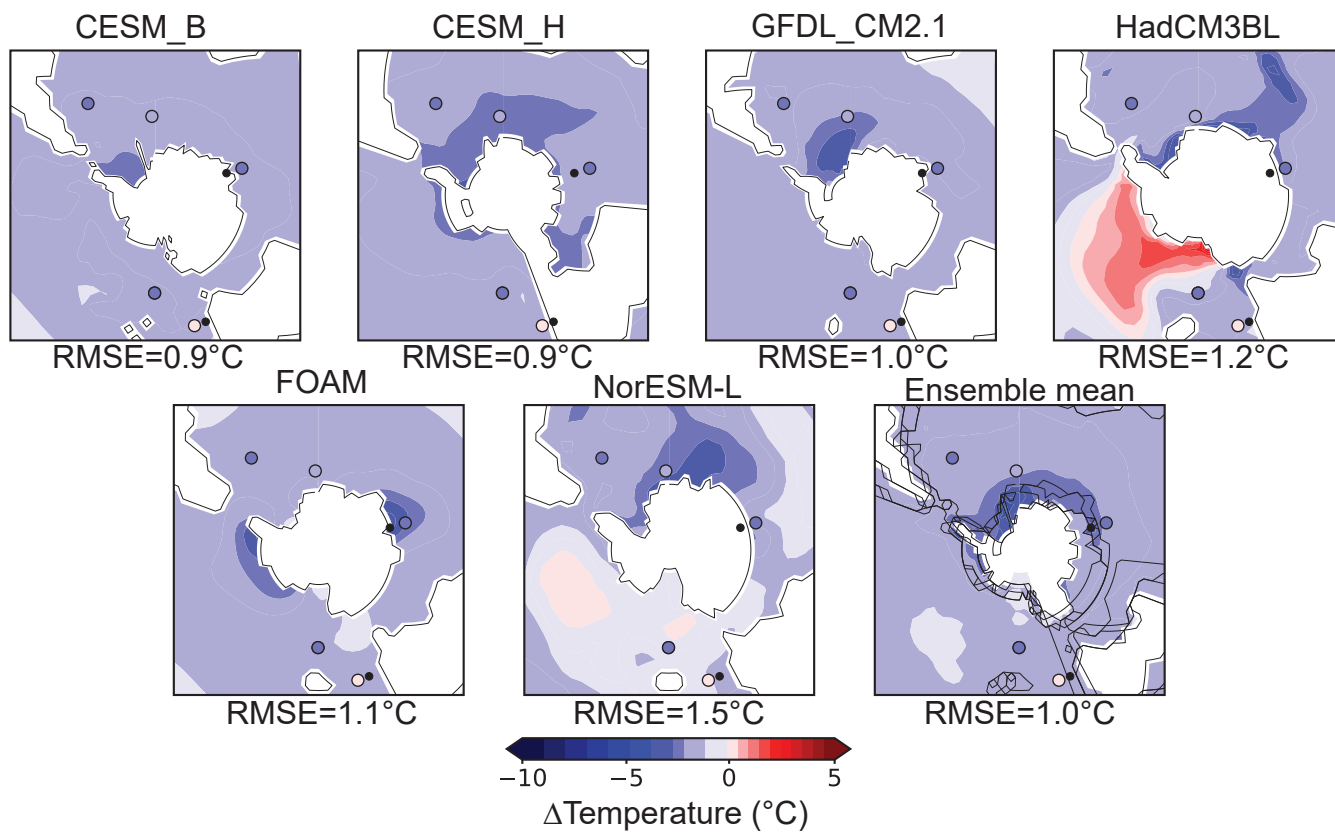 CESM_B
CESM_H
GFDL_CM2.1
HadCM3BL
RMSE=0.9°C
RMSE=0.9°C
RMSE=1.0°C
RMSE=1.2°C
FOAM
NorESM-L
Ensemble mean
RMSE=1.1°C
RMSE=1.5°C
RMSE=1.0°C
−10 −5 0 5
ΔTemperature (°C)